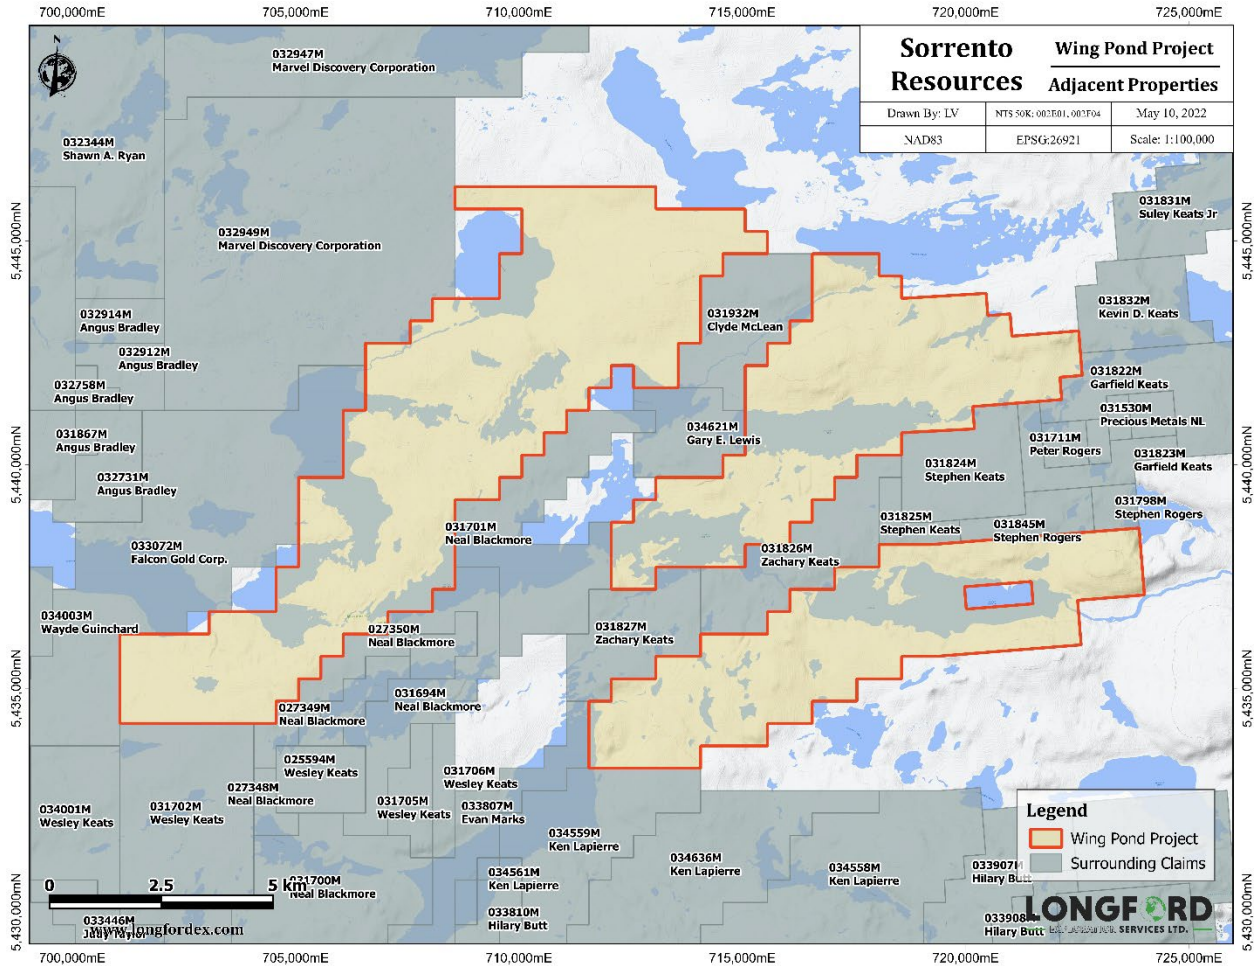 700,000mE 705,000mE 710,000mE 715,000mE 720,000mE 725,000mE
N
Sorrento
Resources
Wing Pond Project
Adjacent Properties
Drawn By: LV
NTS 50K: 002E01, 002F04
May 10, 2022
NAD83
EPSG:26921
Scale: 1:100,000
032947M
Marvel Discovery Corporation
032344M
Shawn A. Ryan
031831M
Suley Keats Jr
032949M
Marvel Discovery Corporation
5,445,000mN
5,445,000mN
031832M
Kevin D. Keats
032914M
Angus Bradley
031932M
Clyde McLean
032912M
Angus Bradley
031822M
Garfield Keats
032758M
Angus Bradley
031530M
Precious Metals NL
031867M
Angus Bradley
034621M
Gary E. Lewis
031711M
Peter Rogers
031823M
Garfield Keats
5,440,000mN
5,440,000mN
032731M
Angus Bradley
031824M
Stephen Keats
031798M
Stephen Rogers
031701M
Neal Blackmore
031825M
Stephen Keats
031845M
Stephen Rogers
033072M
Falcon Gold Corp.
031826M
Zachary Keats
034003M
Wayde Guinchard
027350M
Neal Blackmore
031827M
Zachary Keats
5,435,000mN
5,435,000mN
031694M
Neal Blackmore
027349M
Neal Blackmore
025594M
Wesley Keats
031706M
Wesley Keats
027348M
Neal Blackmore
034001M
Wesley Keats
031702M
Wesley Keats
031705M
Wesley Keats
033807M
Evan Marks
034559M
Ken Lapierre
034636M
Ken Lapierre
034558M
Ken Lapierre
033907M
Hilary Butt
Legend
Wing Pond Project
Surrounding Claims
034561M
Ken Lapierre
031700M
Neal Blackmore
0 2.5 5 km
033810M
Hilary Butt
033908M
Hilary Butt
033446M
Judy Taylor
www.longfordex.com
LONGFORD
EXPLORATION SERVICES LTD.
5,430,000mN
5,430,000mN
700,000mE 705,000mE 710,000mE 715,000mE 720,000mE 725,000mE